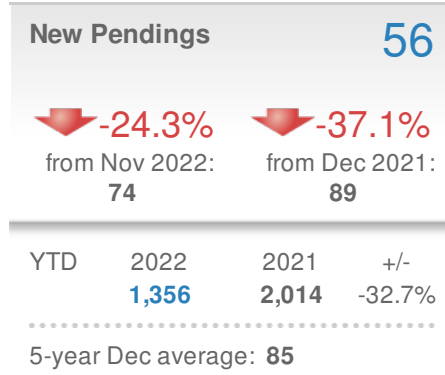 New Pendings 56
-24.3% -37.1%
from Nov 2022: from Dec 2021:
74 89
YTD 2022 2021 +/-
1,356 2,014 -32.7%
5-year Dec average: 85